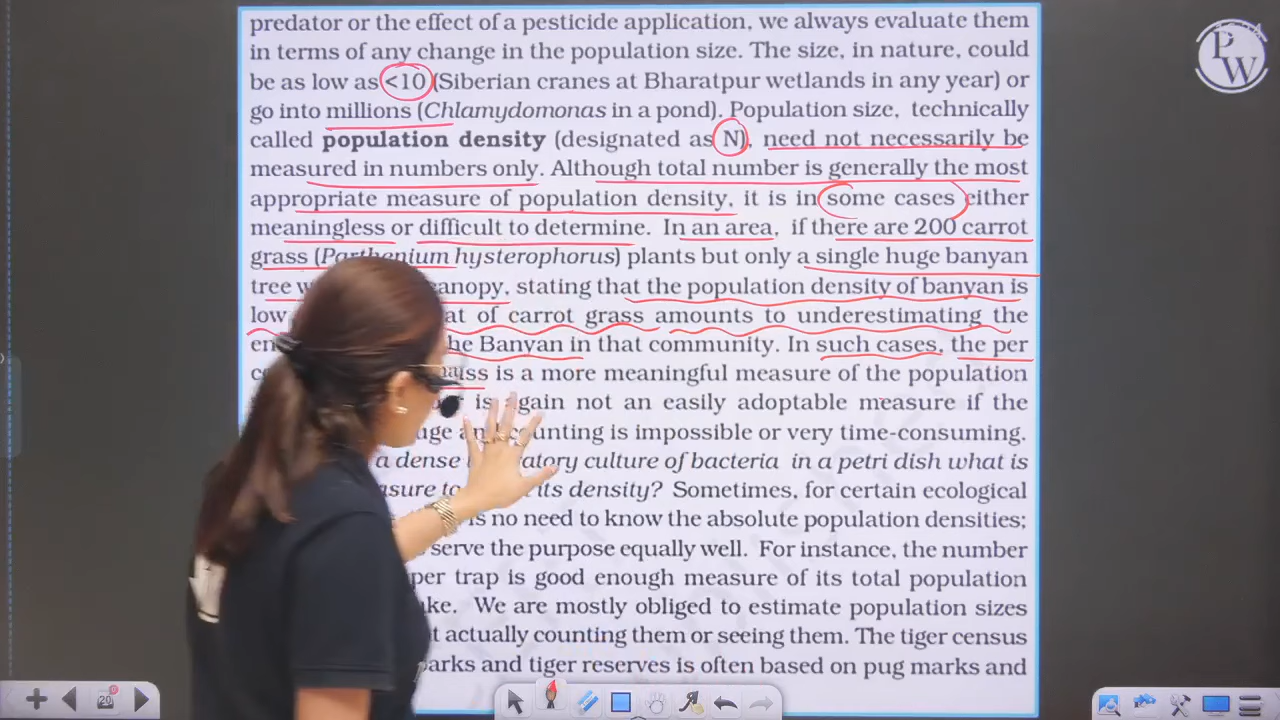 predator or the effect of a pesticide application, we always evaluate them
in terms of any change in the population size. The size, in nature, could
be as low as <10 (Siberian cranes at Bharatpur wetlands in any year) or
go into millions (Chlamydomonas in a pond). Population size, technically
called population density (designated as N), need not necessarily be
measured in numbers only. Although total number is generally the most
appropriate measure of population density, it is in some cases either
meaningless or difficult to determine. In an area, if there are 200 carrot
grass (Parthenium hysterophorus) plants but only a single huge banyan
tree anopy, stating that the population density of banyan is
low at of carrot grass amounts to underestimating the
he Banyan in that community. In such cases, the per
is a more meaningful measure of the population
is again not an easily adoptable measure if the
counting is impossible or very time-consuming.
a dense culture of bacteria in a petri dish what is
its density? Sometimes, for certain ecological
is no need to know the absolute population densities;
serve the purpose equally well. For instance, the number
per trap is good enough measure of its total population
ke. We are mostly obliged to estimate population sizes
t actually counting them or seeing them. The tiger census
parks and tiger reserves is often based on pug marks and
PW
20